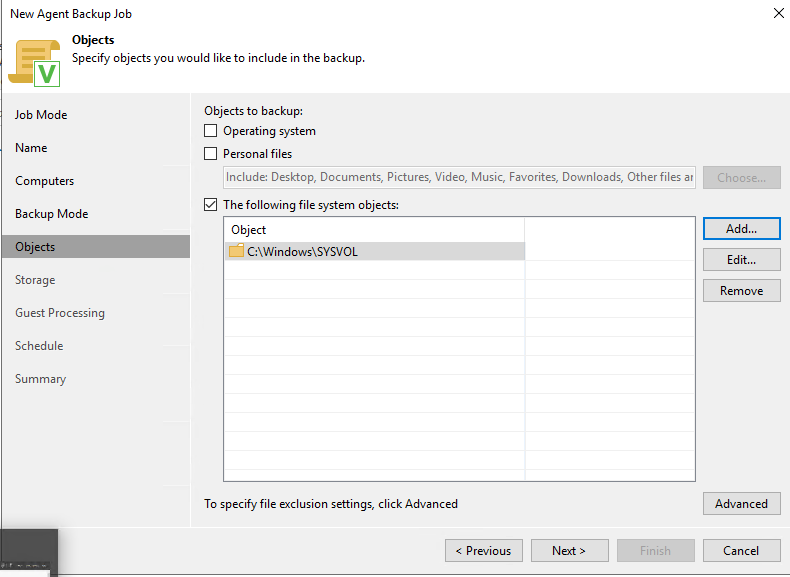 New Agent Backup Job
Objects
Specify objects you would like to include in the backup.
V
Job Mode
Name
Computers
Backup Mode
Objects
Storage
Guest Processing
Schedule
Summary
Objects to backup:
Operating system
Personal files
Include: Desktop, Documents, Pictures, Video, Music, Favorites, Downloads, Other files ar
Choose...
The following file system objects:
Object
C:\Windows\SYSVOL
Add...
Edit...
Remove
To specify file exclusion settings, click Advanced
Advanced
< Previous
Next >
Finish
Cancel